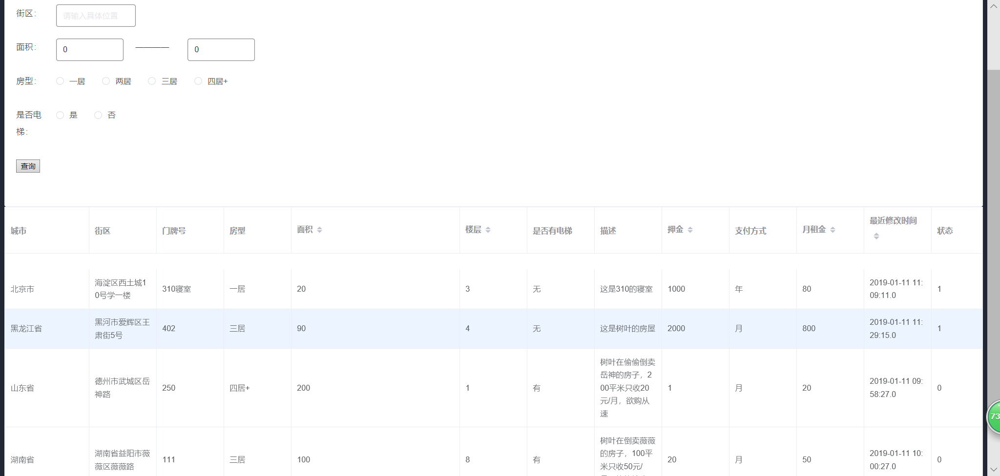 街区：
请输入具体位置
面积：
0 ———— 0
房型： 一居 两居 三居 四居+
是否电 是 否
梯：
查询
城市 街区 门牌号 房型 面积 楼层 是否有电梯 描述 押金 支付方式 月租金 最近修改时间 状态
北京市 海淀区西土城1
0号学一楼 310寝室 一居 20 3 无 这是310的寝室 1000 年 80 2019-01-11 11:
09:11.0 1
黑龙江省 黑河市爱辉区王
肃街5号 402 三居 90 4 无 这是树叶的房屋 2000 月 800 2019-01-11 11:
29:15.0 1
山东省 德州市武城区岳
神路 250 四居+ 200 1 有 树叶在偷偷倒卖
岳神的房子，2
00平米只收20
元/月，欲购从
速 1 月 20 2019-01-11 09:
58:27.0 0
湖南省 湖南省益阳市薇
薇区薇薇路 111 三居 100 8 有 树叶在倒卖薇薇
的房子，100平
米只收50元/
20 月 50 2019-01-11 10:
00:27.0 0
73